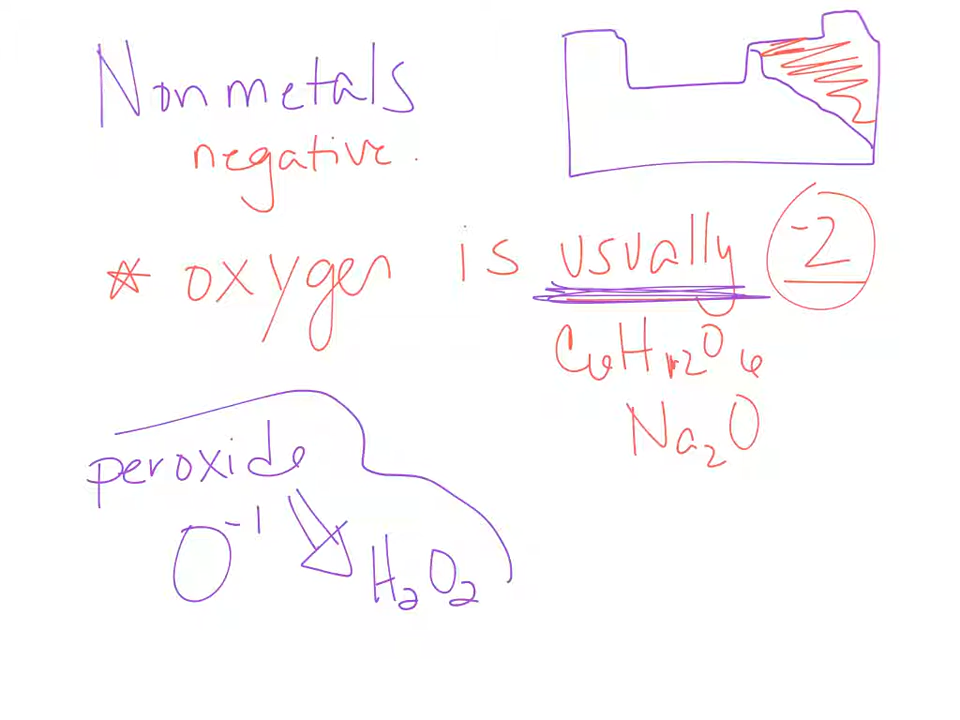 Nonmetals
negative
* oxygen is usually -2
C₆H₁₂O₆
Na₂O
peroxide
O⁻¹
H₂O₂